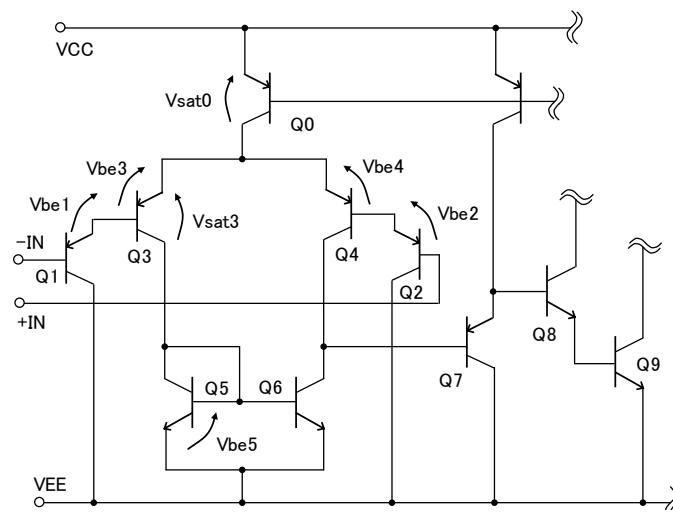 VCC
Vsat0
Q0
Vbe3
Vbe4
Vbe1
Vsat3
Vbe2
-IN
Q1
Q3
Q4
Q2
+IN
Q8
Q7
Q9
Q5
Q6
Vbe5
VEE